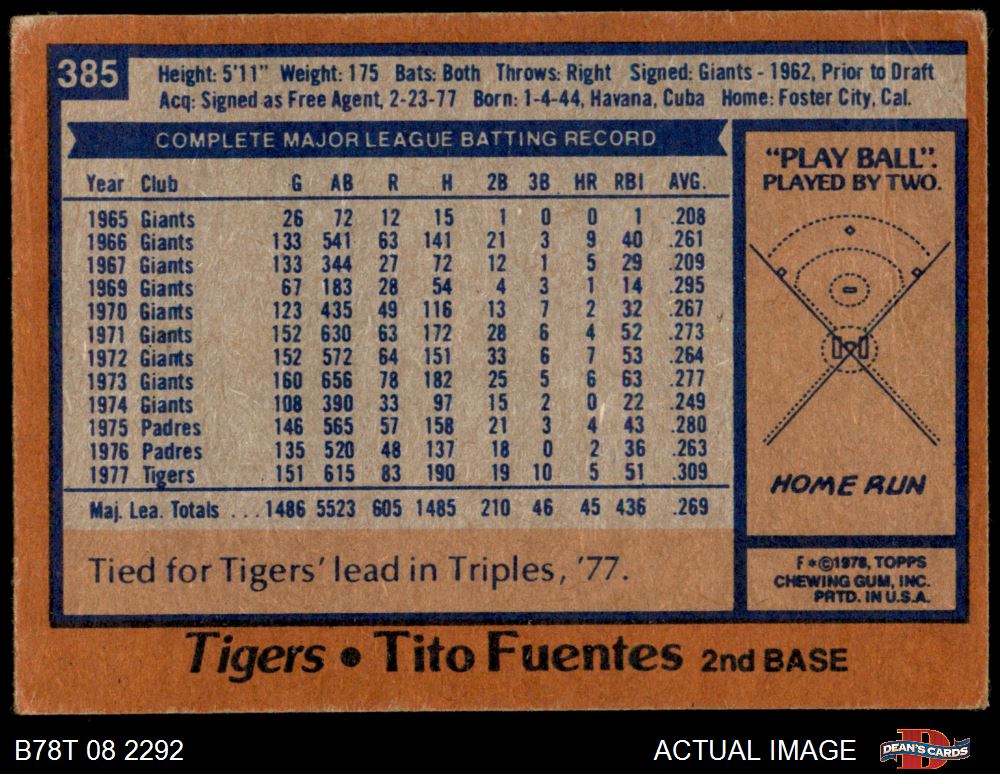 385
Height: 5'11" Weight: 175 Bats: Both Throws: Right Signed: Giants - 1962, Prior to Draft
Acq: Signed as Free Agent, 2-23-77 Born: 1-4-44, Havana, Cuba Home: Foster City, Cal.
COMPLETE MAJOR LEAGUE BATTING RECORD
Year Club G AB R H 2B 3B HR RBI AVG.
1965 Giants 26 72 12 15 1 0 0 1 .208
1966 Giants 133 541 63 141 21 3 9 40 .261
1967 Giants 133 344 27 72 12 1 5 29 .209
1969 Giants 67 183 28 54 4 3 1 14 .295
1970 Giants 123 435 49 116 13 7 2 32 .267
1971 Giants 152 630 63 172 28 6 4 52 .273
1972 Giants 152 572 64 151 33 6 7 53 .264
1973 Giants 160 656 78 182 25 5 6 63 .277
1974 Giants 108 390 33 97 15 2 0 22 .249
1975 Padres 146 565 57 158 21 3 4 43 .280
1976 Padres 135 520 48 137 18 0 2 36 .263
1977 Tigers 151 615 83 190 19 10 5 51 .309
Maj. Lea. Totals ...1486 5523 605 1485 210 46 45 436 .269
Tied for Tigers' lead in Triples, '77.
"PLAY BALL".
PLAYED BY TWO.
HOME RUN
F*©1978, TOPPS
CHEWING GUM, INC.
PRTD. IN U.S.A.
Tigers • Tito Fuentes 2nd BASE
B78T 08 2292
ACTUAL IMAGE
DEAN'S CARDS